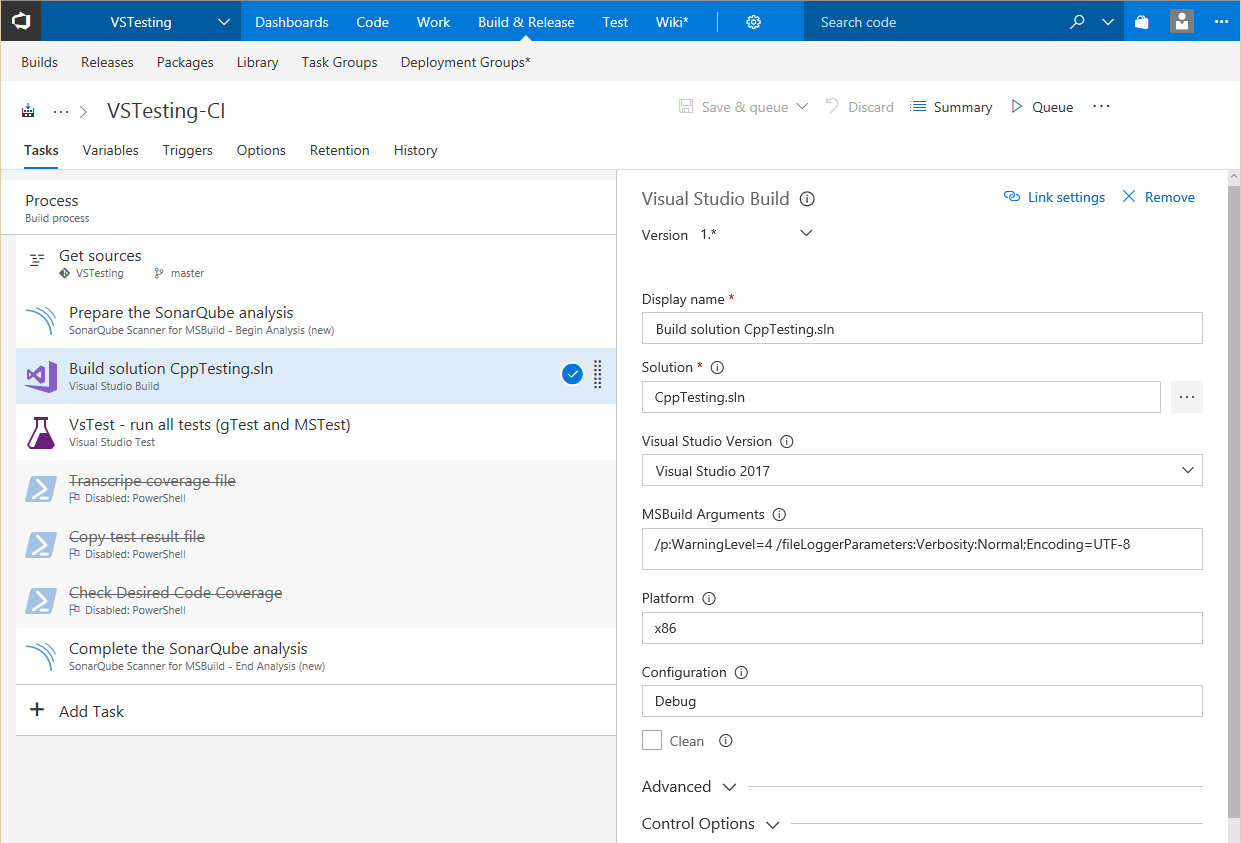 VSTesting
Dashboards Code Work Build & Release Test Wiki*
Search code
Builds Releases Packages Library Task Groups Deployment Groups*
... > VSTesting-CI
Save & queue Discard Summary Queue ...
Tasks Variables Triggers Options Retention History
Process
Build process
Get sources
VSTesting master
Prepare the SonarQube analysis
SonarQube Scanner for MSBuild - Begin Analysis (new)
Build solution CppTesting.sln
Visual Studio Build
VsTest - run all tests (gTest and MSTest)
Visual Studio Test
Transcripe coverage file
Disabled: PowerShell
Copy test result file
Disabled: PowerShell
Check Desired Code Coverage
Disabled: PowerShell
Complete the SonarQube analysis
SonarQube Scanner for MSBuild - End Analysis (new)
+ Add Task
Visual Studio Build
Link settings Remove
Version 1.*
Display name *
Build solution CppTesting.sln
Solution *
CppTesting.sln
...
Visual Studio Version
Visual Studio 2017
MSBuild Arguments
/p:WarningLevel=4 /fileLoggerParameters:Verbosity:Normal;Encoding=UTF-8
Platform
x86
Configuration
Debug
Clean
Advanced
Control Options